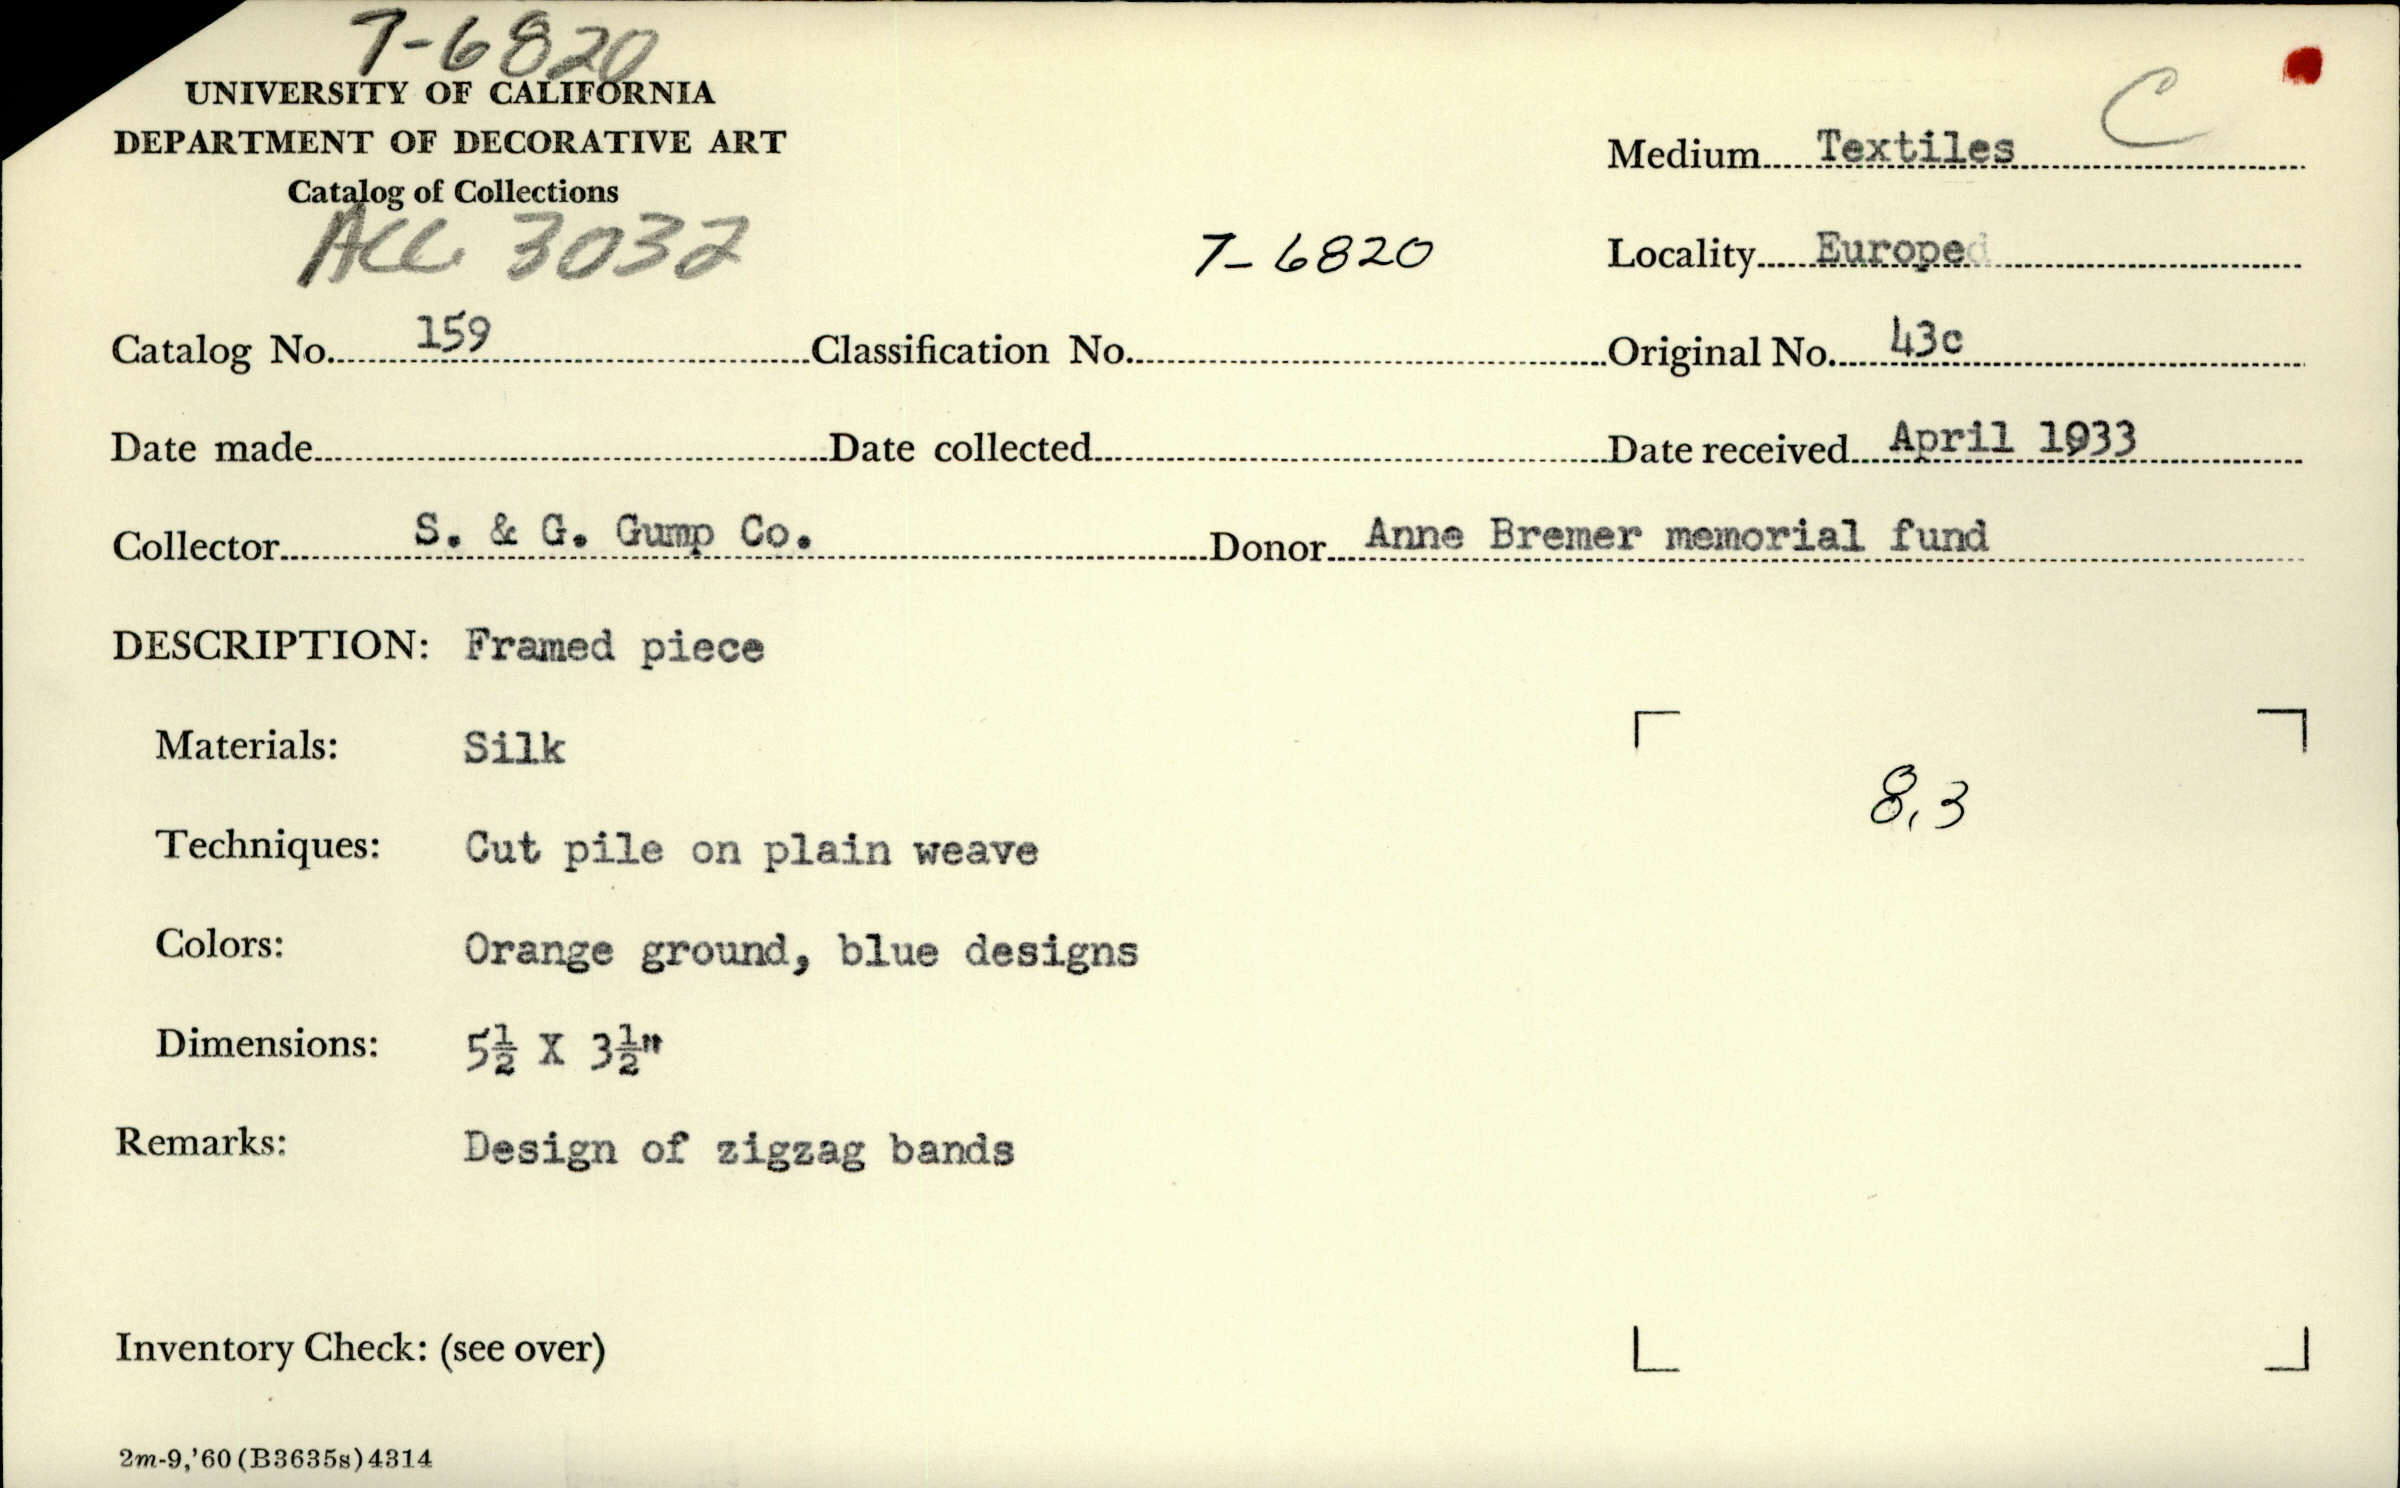 7-6820
UNIVERSITY OF CALIFORNIA
DEPARTMENT OF DECORATIVE ART
Catalog of Collections
Acc 3032
7-6820
C
Medium Textiles
Locality Europe
Catalog No. 159 Classification No. Original No. 43c
Date made Date collected Date received April 1933
Collector S. & G. Gump Co. Donor Anne Bremer memorial fund
DESCRIPTION: Framed piece
Materials: Silk
8,3
Techniques: Cut pile on plain weave
Colors: Orange ground, blue designs
Dimensions: 5½ X 3½"
Remarks: Design of zigzag bands
Inventory Check: (see over)
2m-9,'60(B3635s)4314